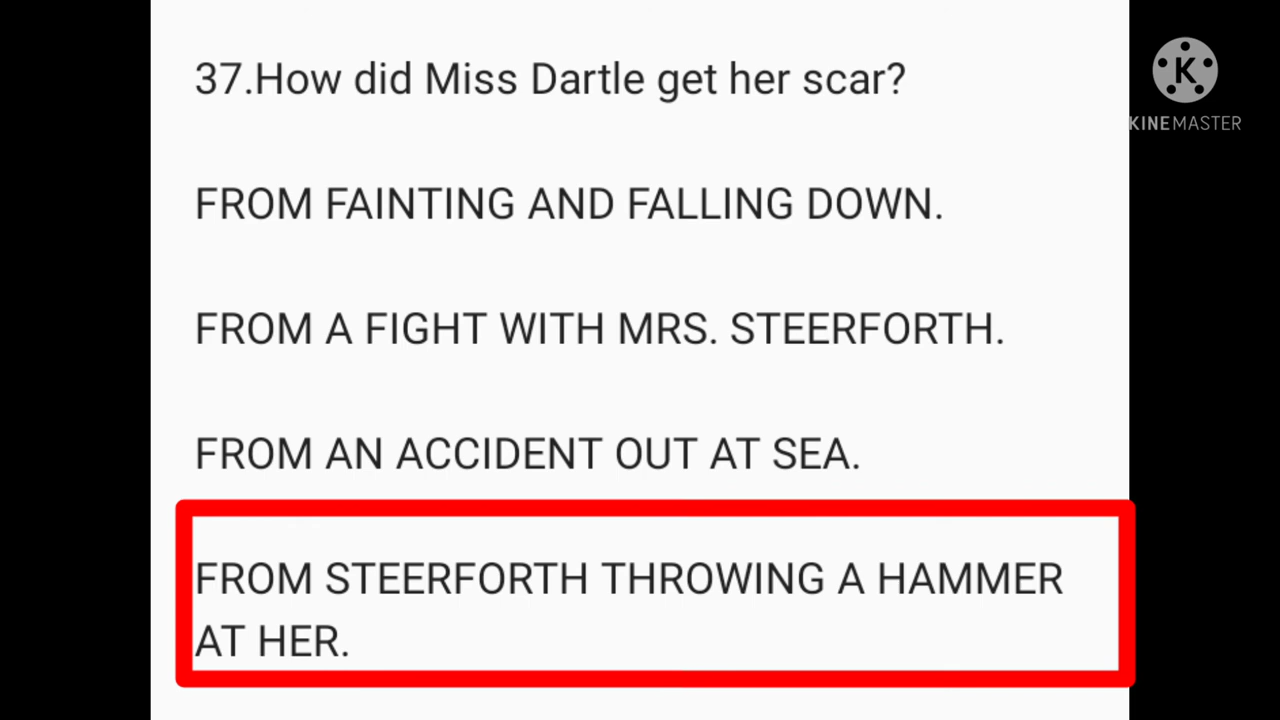 37.How did Miss Dartle get her scar?
K
KINEMASTER
FROM FAINTING AND FALLING DOWN.
FROM A FIGHT WITH MRS. STEERFORTH.
FROM AN ACCIDENT OUT AT SEA.
FROM STEERFORTH THROWING A HAMMER
AT HER.